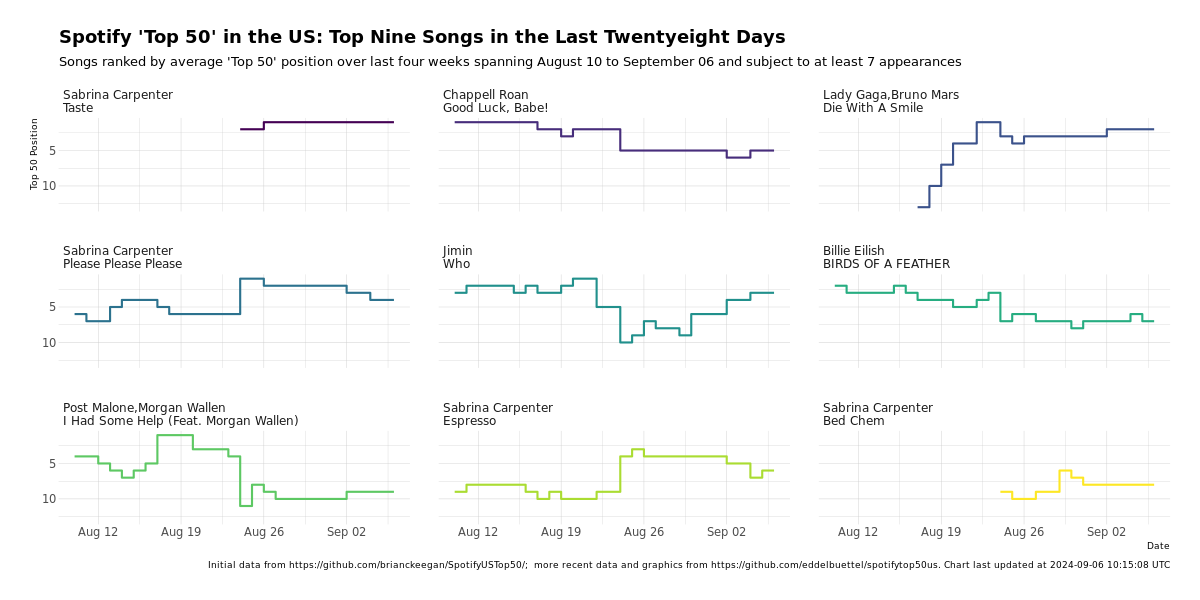 Spotify 'Top 50' in the US: Top Nine Songs in the Last Twentyeight Days
Songs ranked by average 'Top 50' position over last four weeks spanning August 10 to September 06 and subject to at least 7 appearances
Sabrina Carpenter
Taste
Chappell Roan
Good Luck, Babe!
Lady Gaga,Bruno Mars
Die With A Smile
Top 50 Position
5
10
Sabrina Carpenter
Please Please Please
Jimin
Who
Billie Eilish
BIRDS OF A FEATHER
5
10
Post Malone,Morgan Wallen
I Had Some Help (Feat. Morgan Wallen)
Sabrina Carpenter
Espresso
Sabrina Carpenter
Bed Chem
5
10
Aug 12 Aug 19 Aug 26 Sep 02
Aug 12 Aug 19 Aug 26 Sep 02
Aug 12 Aug 19 Aug 26 Sep 02
Date
Initial data from https://github.com/brianckeegan/SpotifyUSTop50/;  more recent data and graphics from https://github.com/eddelbuettel/spotifytop50us. Chart last updated at 2024-09-06 10:15:08 UTC